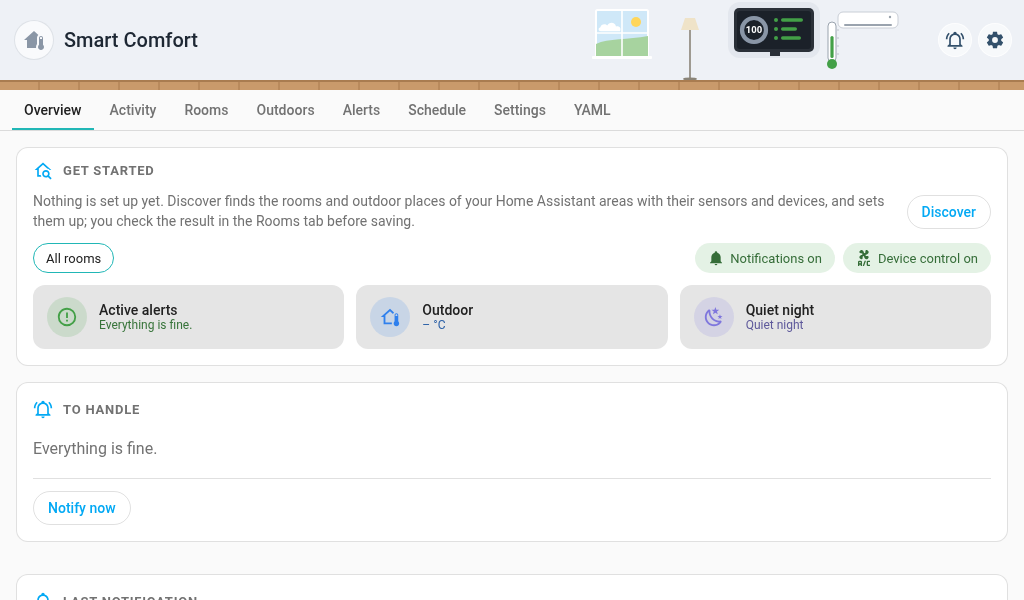 Smart Comfort
100
Overview
Activity
Rooms
Outdoors
Alerts
Schedule
Settings
YAML
GET STARTED
Nothing is set up yet. Discover finds the rooms and outdoor places of your Home Assistant areas with their sensors and devices, and sets
them up; you check the result in the Rooms tab before saving.
Discover
All rooms
Notifications on
A/C
Device control on
Active alerts
Everything is fine.
Outdoor
– °C
Quiet night
Quiet night
TO HANDLE
Everything is fine.
Notify now
LAST NOTIFICATION